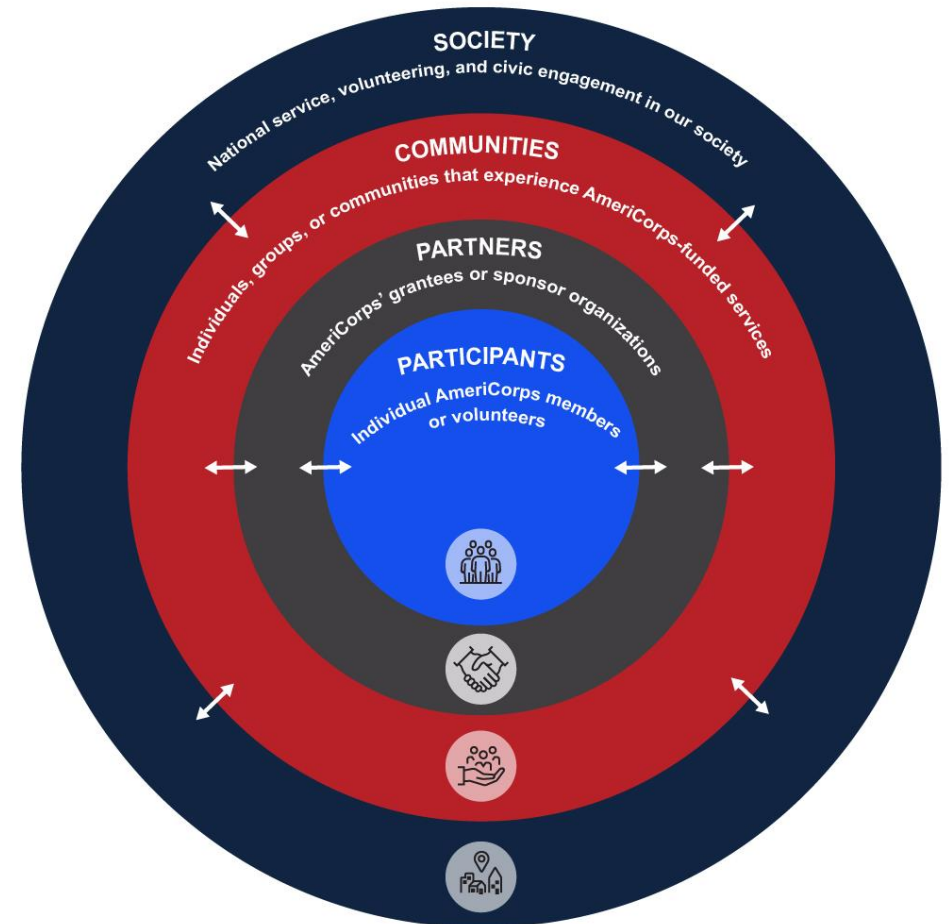 SOCIETY
National service, volunteering, and civic engagement in our society
COMMUNITIES
Individuals, groups, or communities that experience AmeriCorps-funded services
PARTNERS
AmeriCorps’ grantees or sponsor organizations
PARTICIPANTS
Individual AmeriCorps members
or volunteers